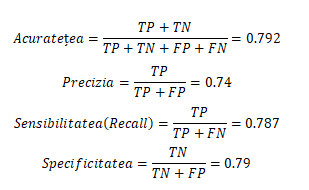 Acuratețea = TP + TN / TP + TN + FP + FN = 0.792
Precizia = TP / TP + FP = 0.74
Sensibilitatea(Recall) = TP / TP + FN = 0.787
Specificitatea = TN / TN + FP = 0.79